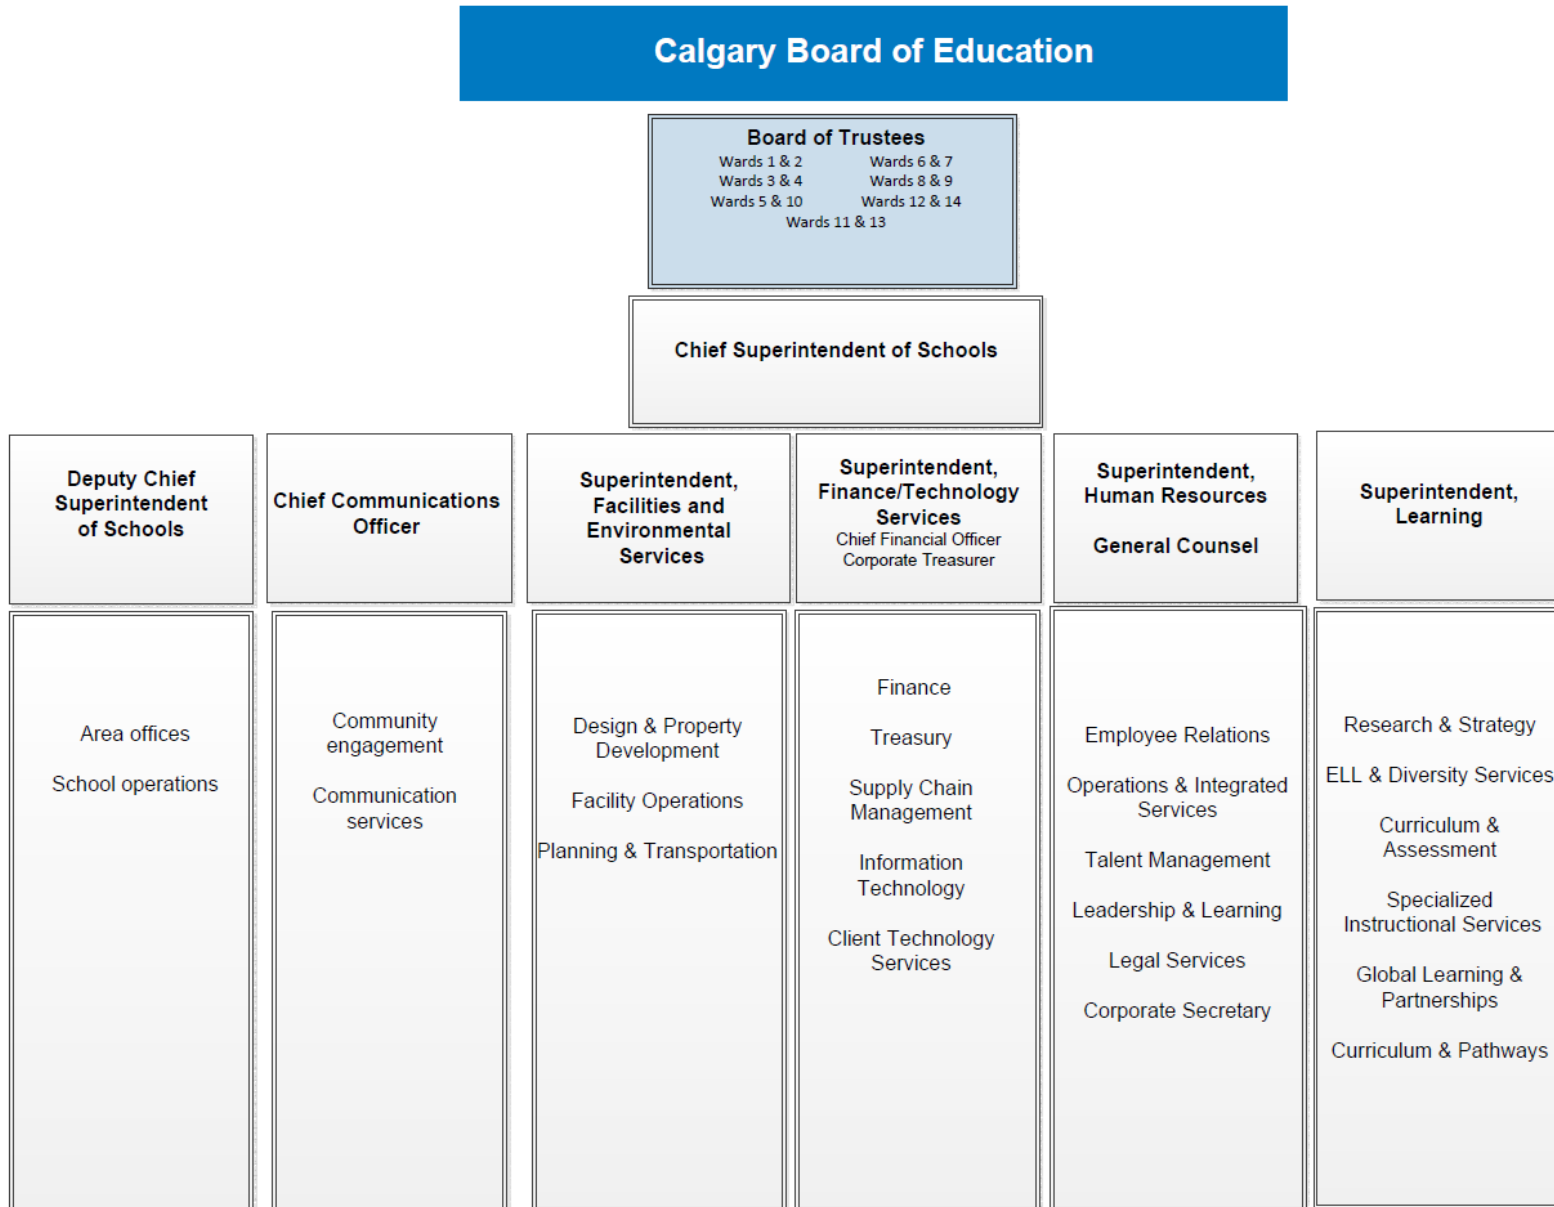 Calgary Board of Education
Board of Trustees
Wards 1 & 2 Wards 6 & 7
Wards 3 & 4 Wards 8 & 9
Wards 5 & 10 Wards 12 & 14
Wards 11 & 13
Chief Superintendent of Schools
Deputy Chief
Superintendent
of Schools
Chief Communications
Officer
Superintendent,
Facilities and
Environmental
Services
Superintendent,
Finance/Technology
Services
Chief Financial Officer
Corporate Treasurer
Superintendent,
Human Resources
General Counsel
Superintendent,
Learning
Area offices
School operations
Community
engagement
Communication
services
Design & Property
Development
Facility Operations
Planning & Transportation
Finance
Treasury
Supply Chain
Management
Information
Technology
Client Technology
Services
Employee Relations
Operations & Integrated
Services
Talent Management
Leadership & Learning
Legal Services
Corporate Secretary
Research & Strategy
ELL & Diversity Services
Curriculum &
Assessment
Specialized
Instructional Services
Global Learning &
Partnerships
Curriculum & Pathways